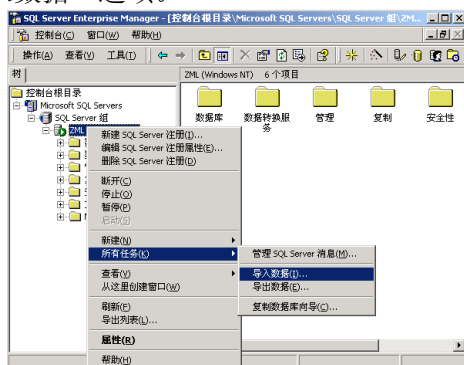 数据”选项。
SQL Server Enterprise Manager - [控制台根目录\Microsoft SQL Servers\SQL Server 组\ZM...
控制台(C) 窗口(W) 帮助(H)
操作(A) 查看(V) 工具(T)
树
ZML (Windows NT) 6 个项目
控制台根目录
Microsoft SQL Servers
SQL Server 组
ZML
数据库
数据转换服务
管理
复制
安全性
新建 SQL Server 注册(I)...
编辑 SQL Server 注册属性(E)...
删除 SQL Server 注册(D)
断开(C)
停止(O)
暂停(P)
启动(S)
新建(N)
所有任务(K)
查看(V)
从这里创建窗口(W)
刷新(F)
导出列表(L)...
属性(R)
帮助(H)
管理 SQL Server 消息(M)...
导入数据(I)...
导出数据(E)...
复制数据库向导(C)...